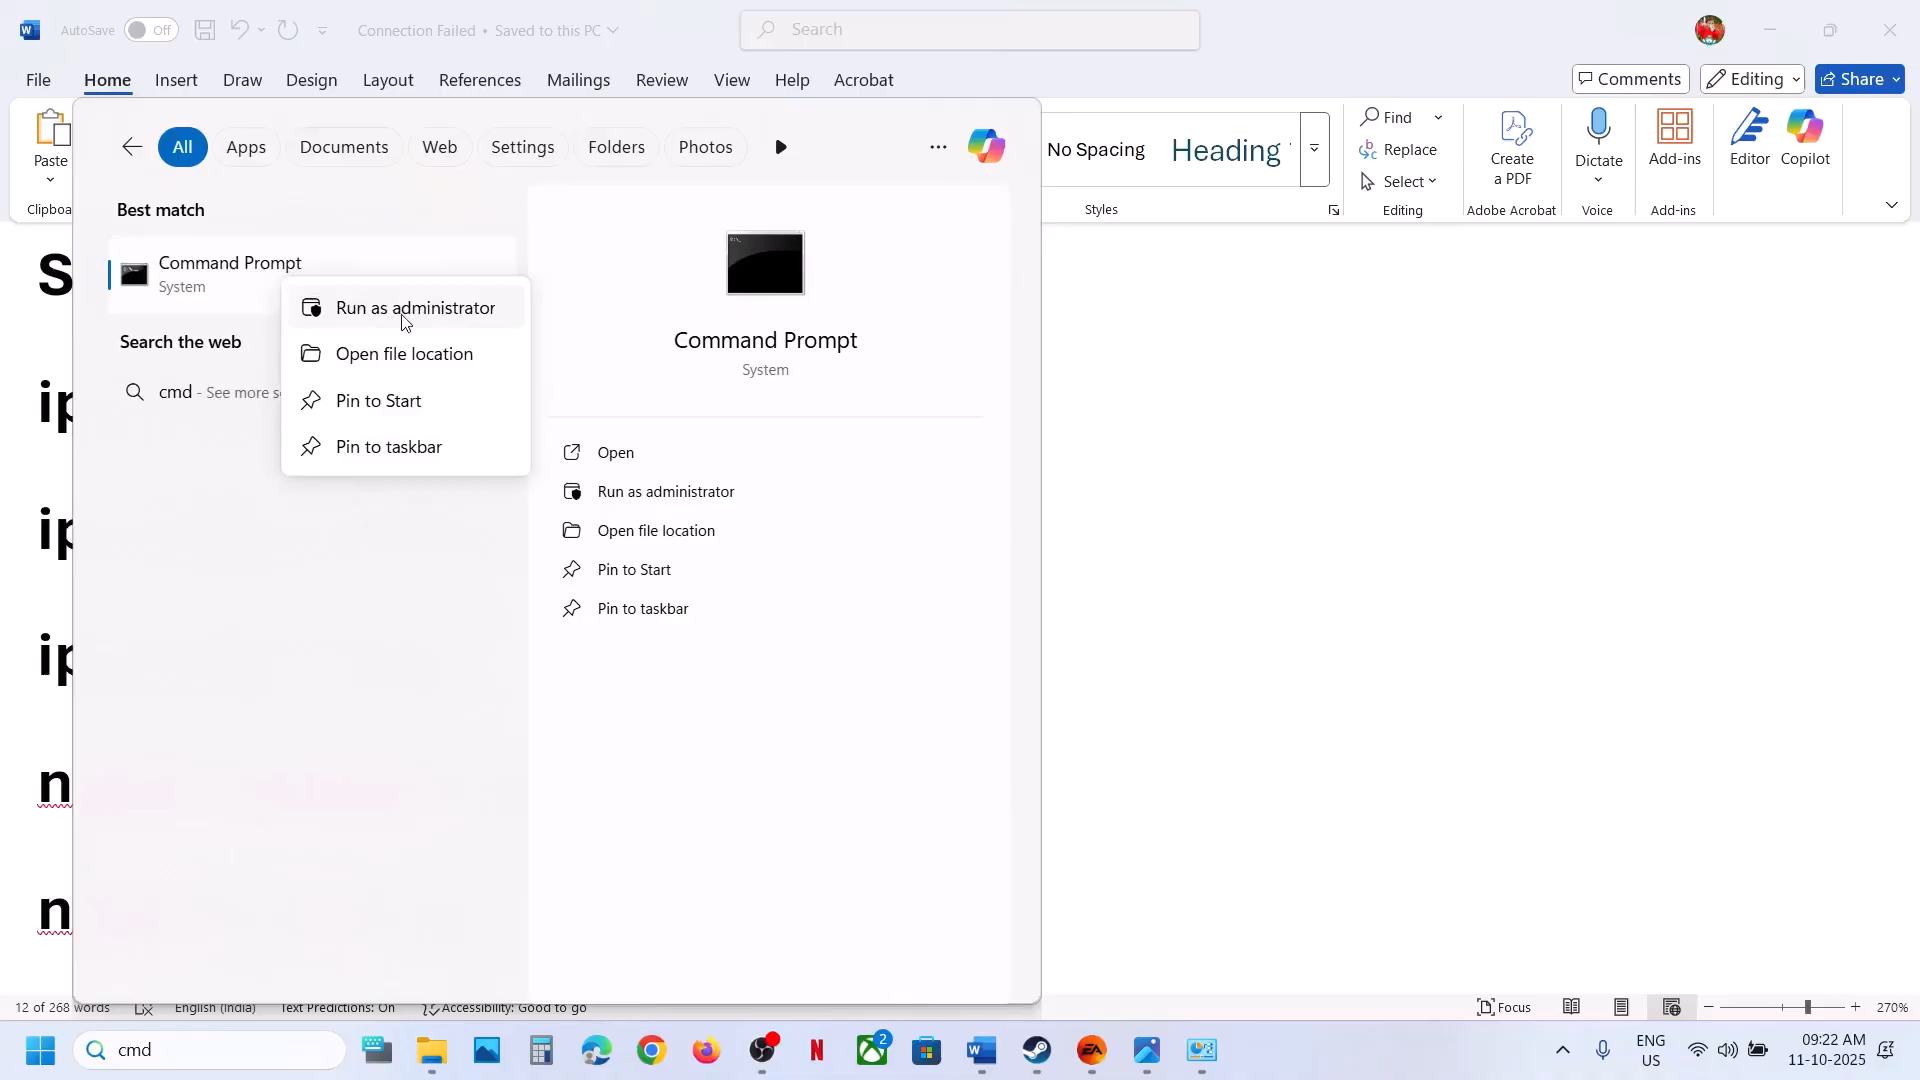 AutoSave Off Connection Failed • Saved to this PC Search
File Home Insert Draw Design Layout References Mailings Review View Help Acrobat Comments Editing Share
Paste
Clipboa
No Spacing Heading
Styles
Find
Replace
Select
Editing
Create
a PDF
Adobe Acrobat
Dictate
Voice
Add-ins
Add-ins
Editor Copilot
All Apps Documents Web Settings Folders Photos
Best match
Command Prompt
System
Search the web
cmd - See more s
Run as administrator
Open file location
Pin to Start
Pin to taskbar
Command Prompt
System
Open
Run as administrator
Open file location
Pin to Start
Pin to taskbar
S
ip
ip
ip
n
n
12 of 268 words English (India) Text Predictions: On Accessibility: Good to go Focus 270%
cmd
2
ENG
US
09:22 AM
11-10-2025